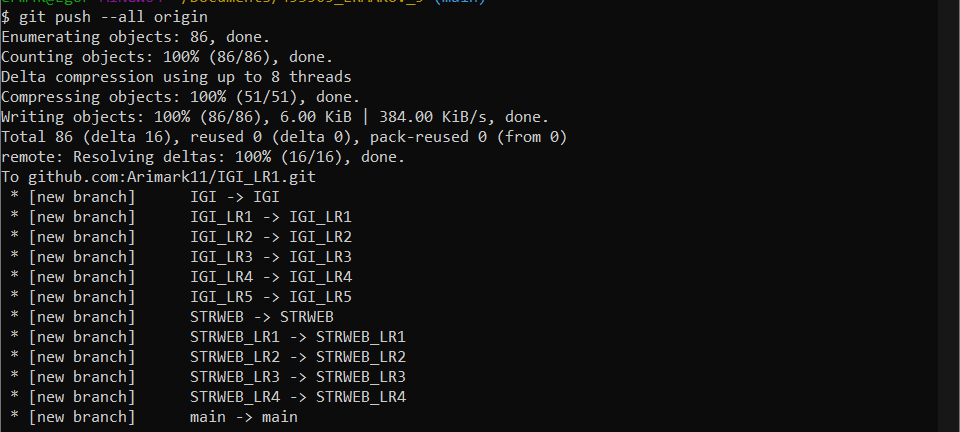 $ git push --all origin
Enumerating objects: 86, done.
Counting objects: 100% (86/86), done.
Delta compression using up to 8 threads
Compressing objects: 100% (51/51), done.
Writing objects: 100% (86/86), 6.00 KiB | 384.00 KiB/s, done.
Total 86 (delta 16), reused 0 (delta 0), pack-reused 0 (from 0)
remote: Resolving deltas: 100% (16/16), done.
To github.com:Arimark11/IGI_LR1.git
 * [new branch]      IGI -> IGI
 * [new branch]      IGI_LR1 -> IGI_LR1
 * [new branch]      IGI_LR2 -> IGI_LR2
 * [new branch]      IGI_LR3 -> IGI_LR3
 * [new branch]      IGI_LR4 -> IGI_LR4
 * [new branch]      IGI_LR5 -> IGI_LR5
 * [new branch]      STRWEB -> STRWEB
 * [new branch]      STRWEB_LR1 -> STRWEB_LR1
 * [new branch]      STRWEB_LR2 -> STRWEB_LR2
 * [new branch]      STRWEB_LR3 -> STRWEB_LR3
 * [new branch]      STRWEB_LR4 -> STRWEB_LR4
 * [new branch]      main -> main